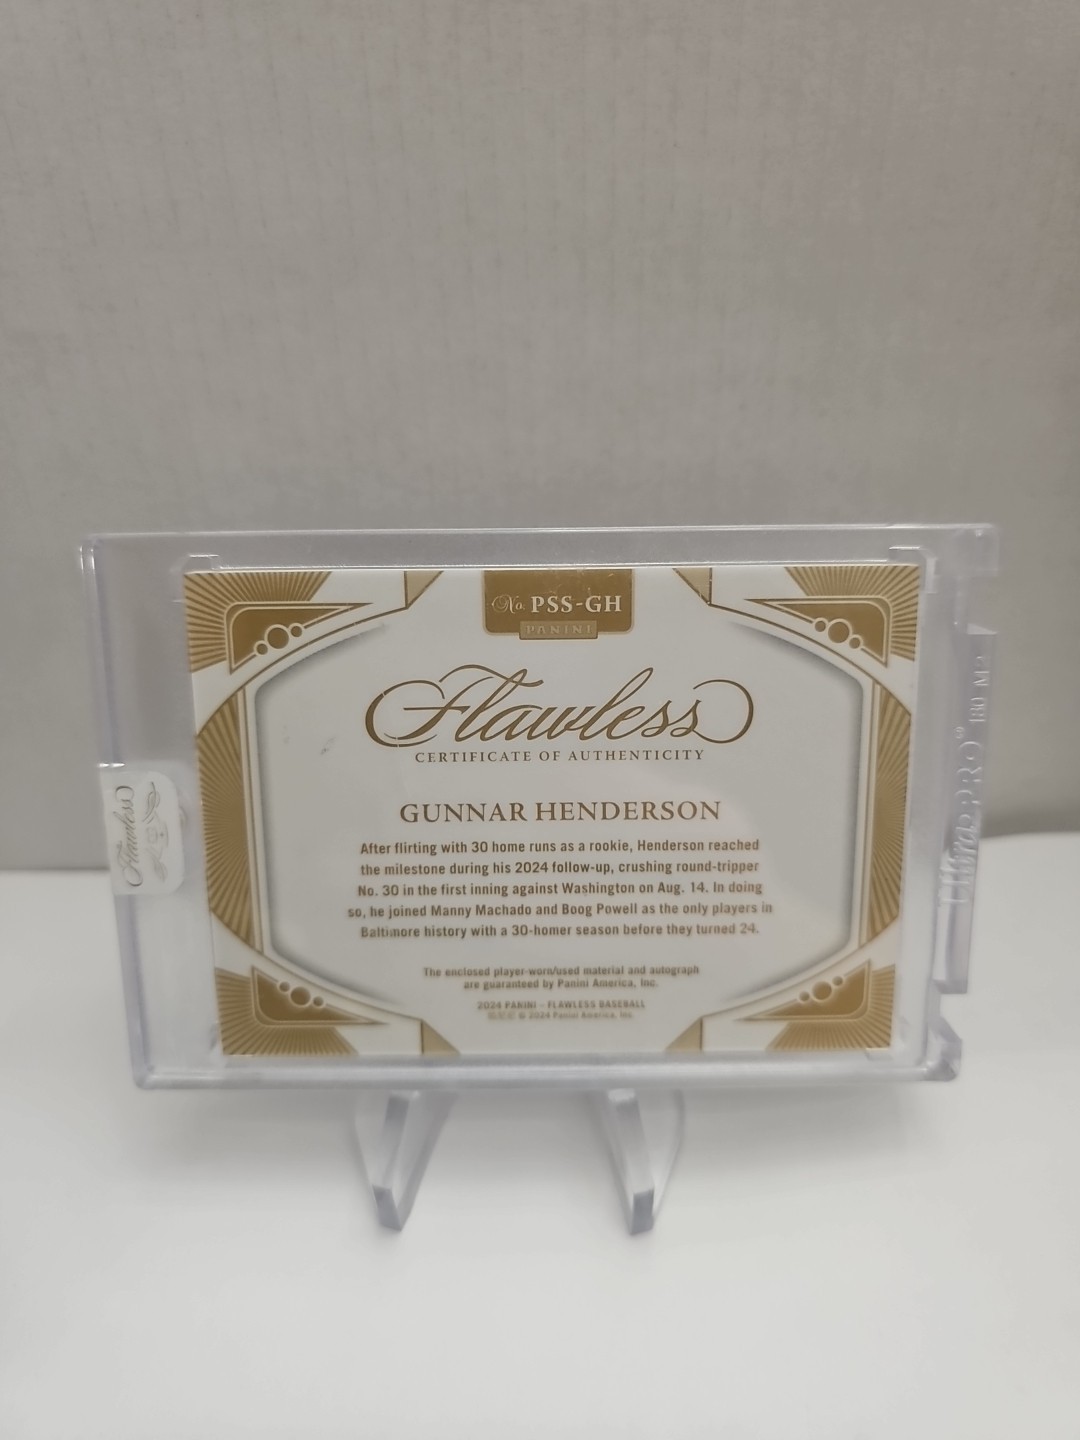 No. PSS-GH
PANINI
Flawless
CERTIFICATE OF AUTHENTICITY
GUNNAR HENDERSON
After flirting with 30 home runs as a rookie, Henderson reached
the milestone during his 2024 follow-up, crushing round-tripper
No. 30 in the first inning against Washington on Aug. 14. In doing
so, he joined Manny Machado and Boog Powell as the only players in
Baltimore history with a 30-homer season before they turned 24.
The enclosed player-worn/used material and autograph
are guaranteed by Panini America, Inc.
2024 PANINI – FLAWLESS BASEBALL
© 2024 Panini America, Inc.
Flawless
Ultra PRO® 180 M2